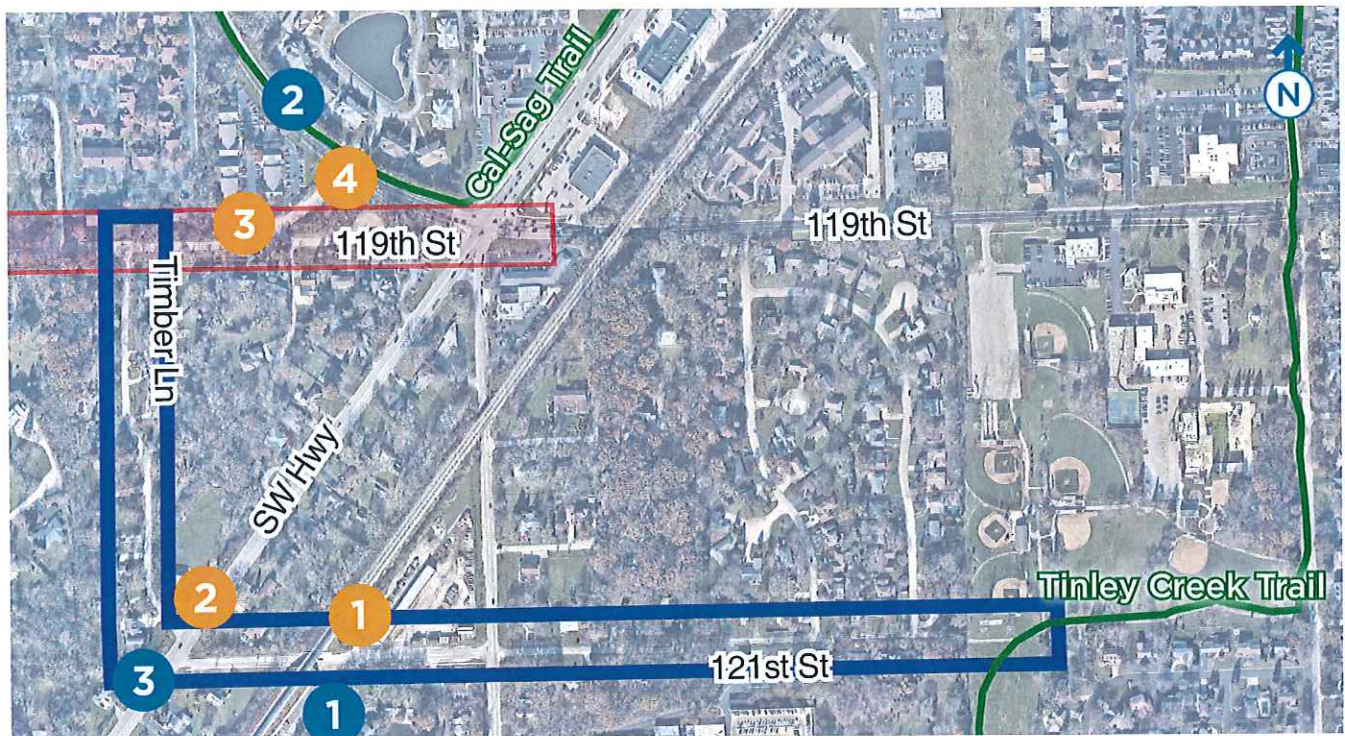 N
Cal-Sag Trail
2
4
3
119th St
119th St
Timber Ln
SW Hwy
2
1
Tinley Creek Trail
121st St
3
1